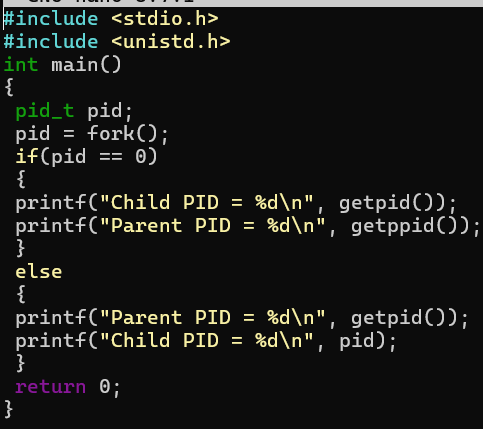 #include <stdio.h>
#include <unistd.h>
int main()
{
 pid_t pid;
 pid = fork();
 if(pid == 0)
 {
 printf("Child PID = %d\n", getpid());
 printf("Parent PID = %d\n", getppid());
 }
 else
 {
 printf("Parent PID = %d\n", getpid());
 printf("Child PID = %d\n", pid);
 }
 return 0;
}